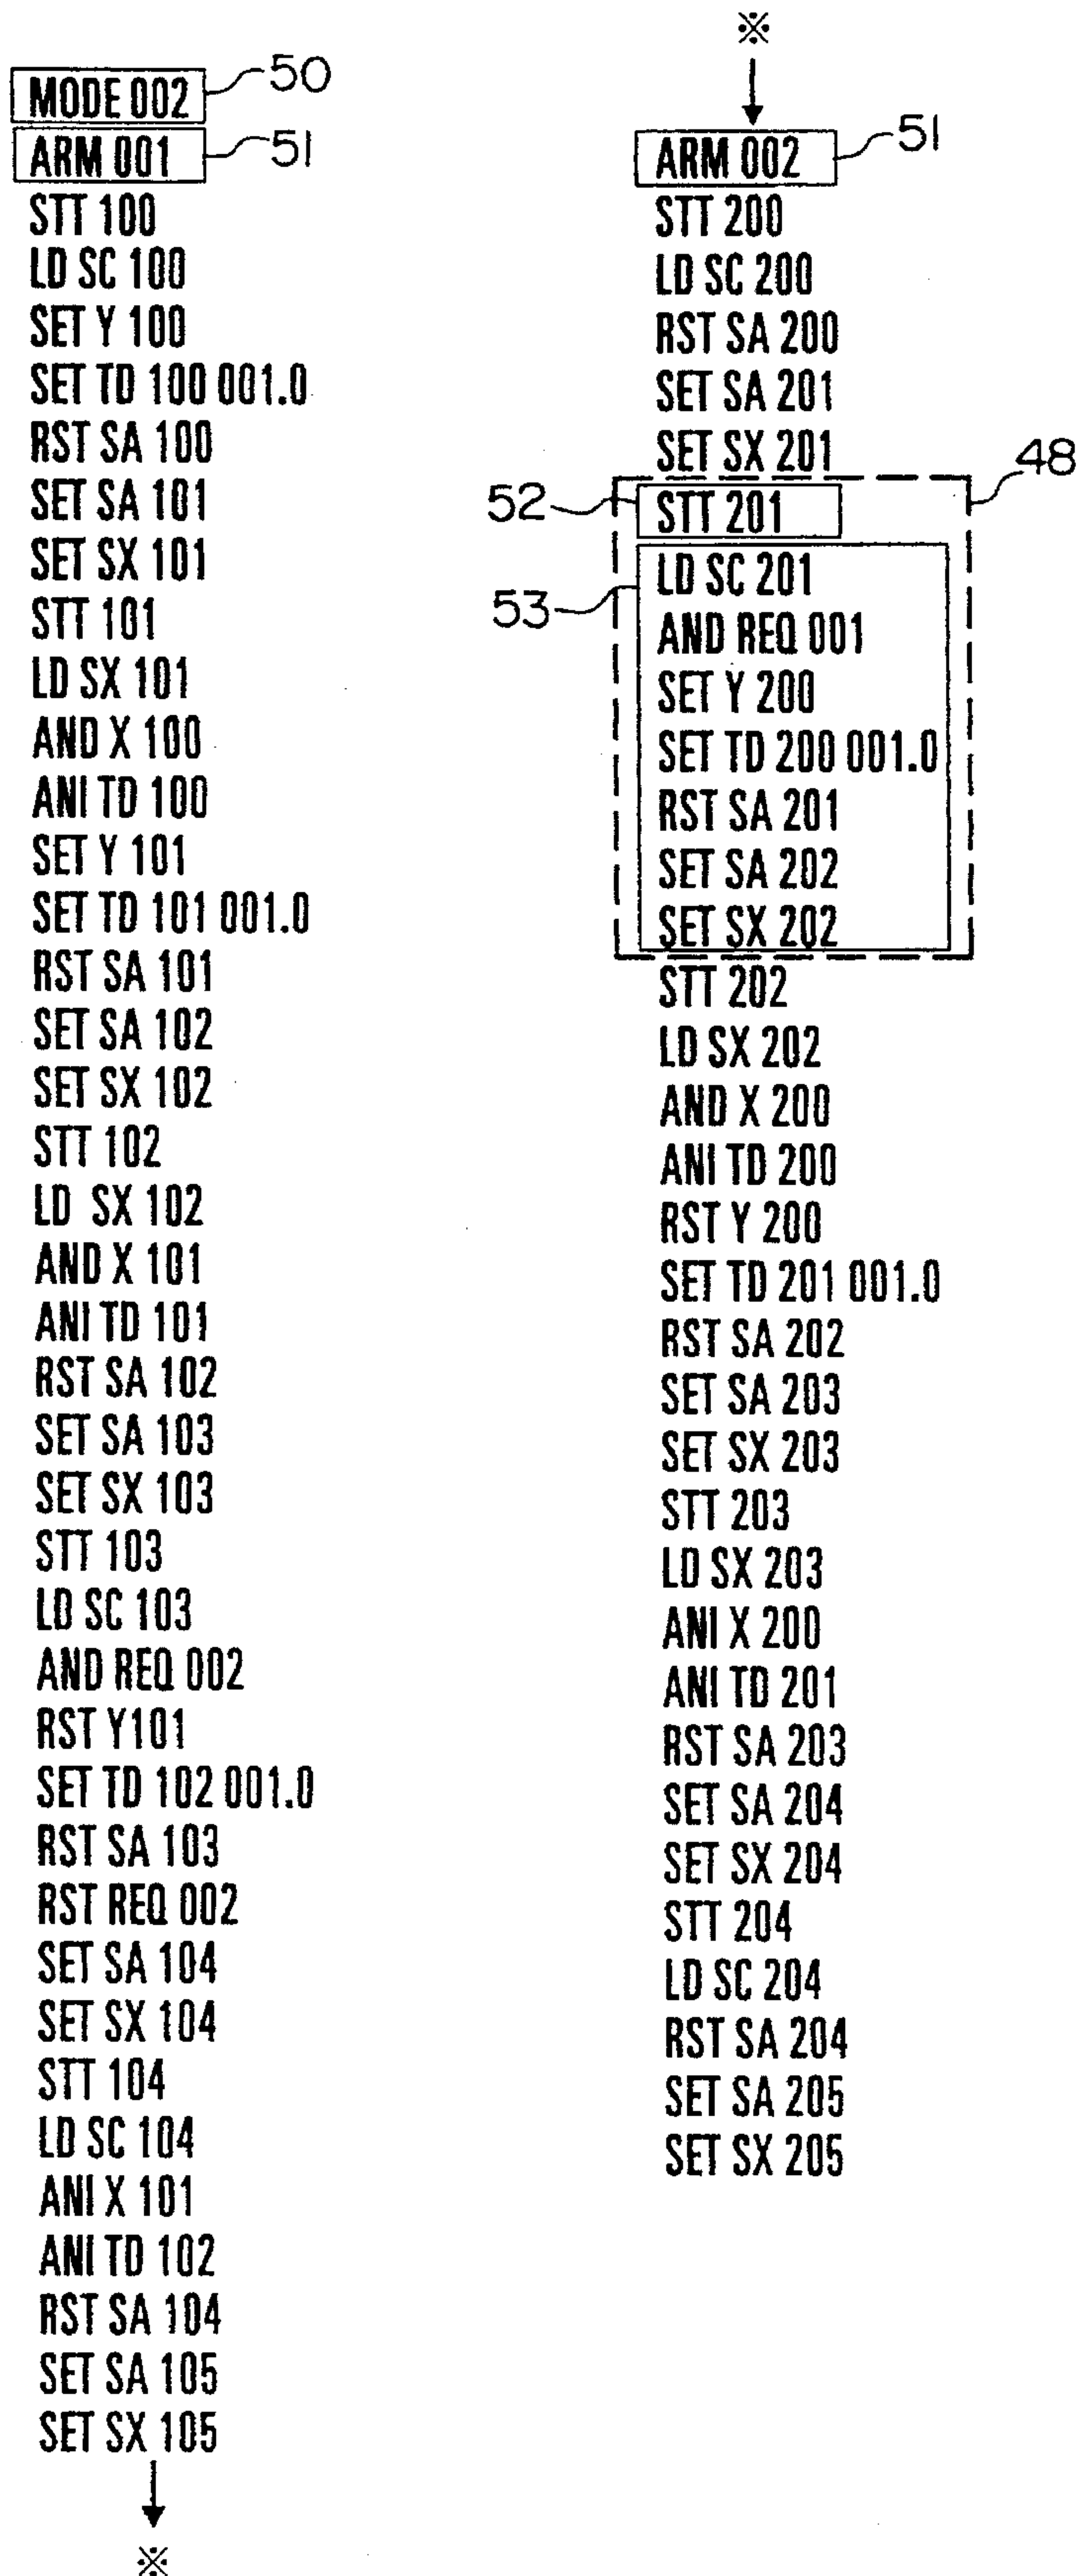 MODE 002 50
ARM 001 51
STT 100
LD SC 100
SET Y 100
SET TD 100 001.0
RST SA 100
SET SA 101
SET SX 101
STT 101
LD SX 101
AND X 100
ANI TD 100
SET Y 101
SET TD 101 001.0
RST SA 101
SET SA 102
SET SX 102
STT 102
LD SX 102
AND X 101
ANI TD 101
RST SA 102
SET SA 103
SET SX 103
STT 103
LD SC 103
AND REQ 002
RST Y101
SET TD 102 001.0
RST SA 103
RST REQ 002
SET SA 104
SET SX 104
STT 104
LD SC 104
ANI X 101
ANI TD 102
RST SA 104
SET SA 105
SET SX 105
※
※
ARM 002 51
STT 200
LD SC 200
RST SA 200
SET SA 201
SET SX 201
48
52 STT 201
53 LD SC 201
AND REQ 001
SET Y 200
SET TD 200 001.0
RST SA 201
SET SA 202
SET SX 202
STT 202
LD SX 202
AND X 200
ANI TD 200
RST Y 200
SET TD 201 001.0
RST SA 202
SET SA 203
SET SX 203
STT 203
LD SX 203
ANI X 200
ANI TD 201
RST SA 203
SET SA 204
SET SX 204
STT 204
LD SC 204
RST SA 204
SET SA 205
SET SX 205